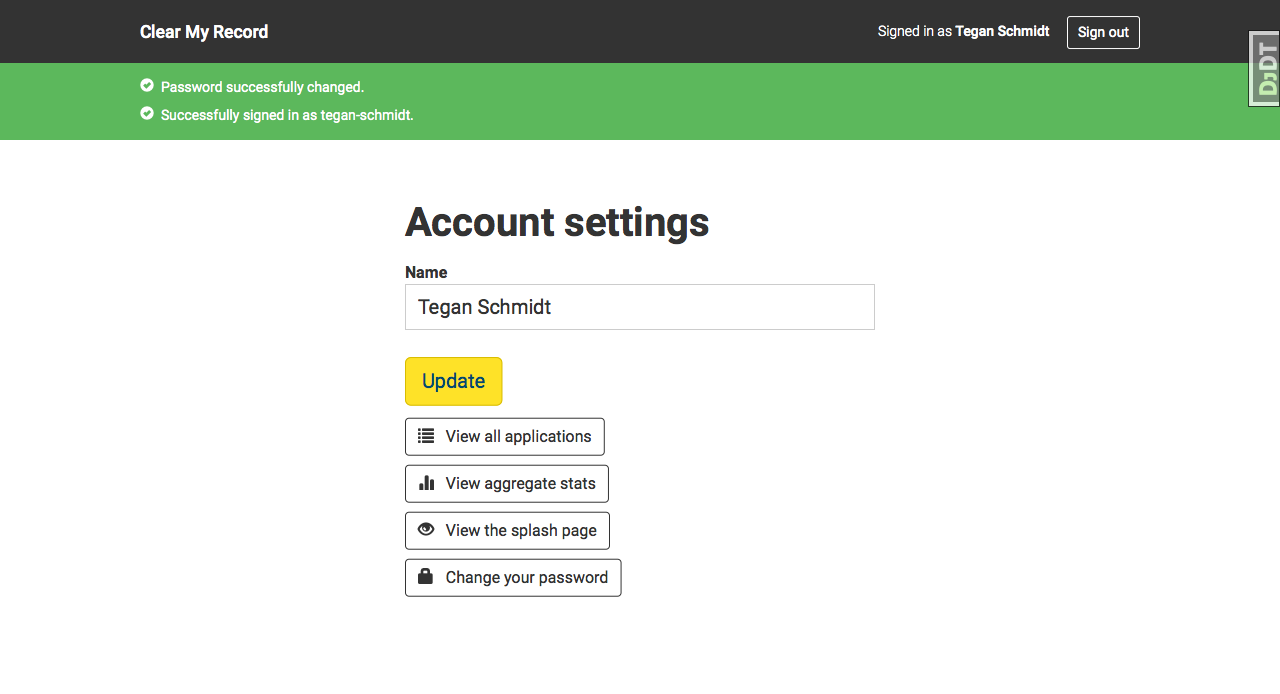 Clear My Record
Signed in as Tegan Schmidt
Sign out
DjDT
Password successfully changed.
Successfully signed in as tegan-schmidt.
Account settings
Name
Tegan Schmidt
Update
View all applications
View aggregate stats
View the splash page
Change your password